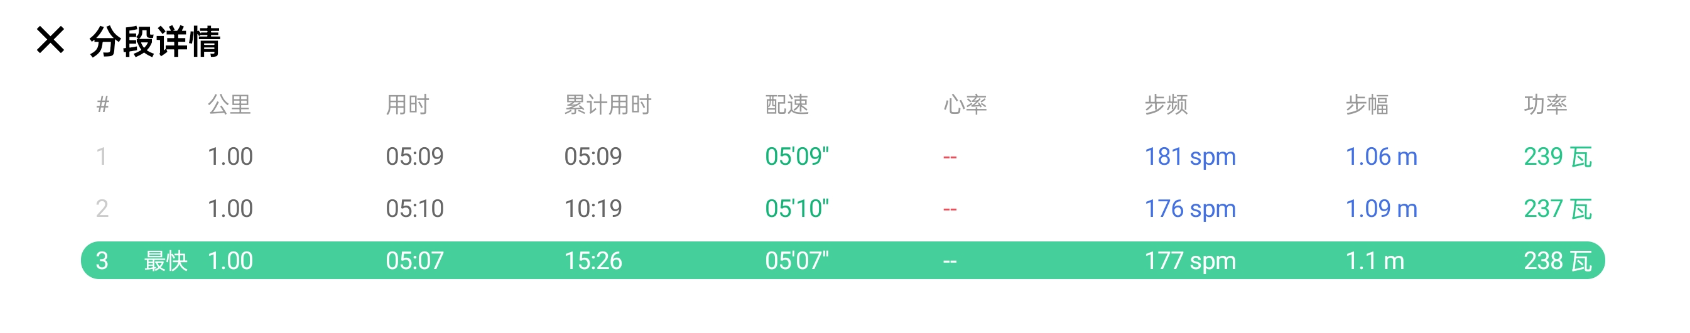 分段详情
# 公里 用时 累计用时 配速 心率 步频 步幅 功率
1 1.00 05:09 05:09 05'09" -- 181 spm 1.06 m 239 瓦
2 1.00 05:10 10:19 05'10" -- 176 spm 1.09 m 237 瓦
3 最快 1.00 05:07 15:26 05'07" -- 177 spm 1.1 m 238 瓦